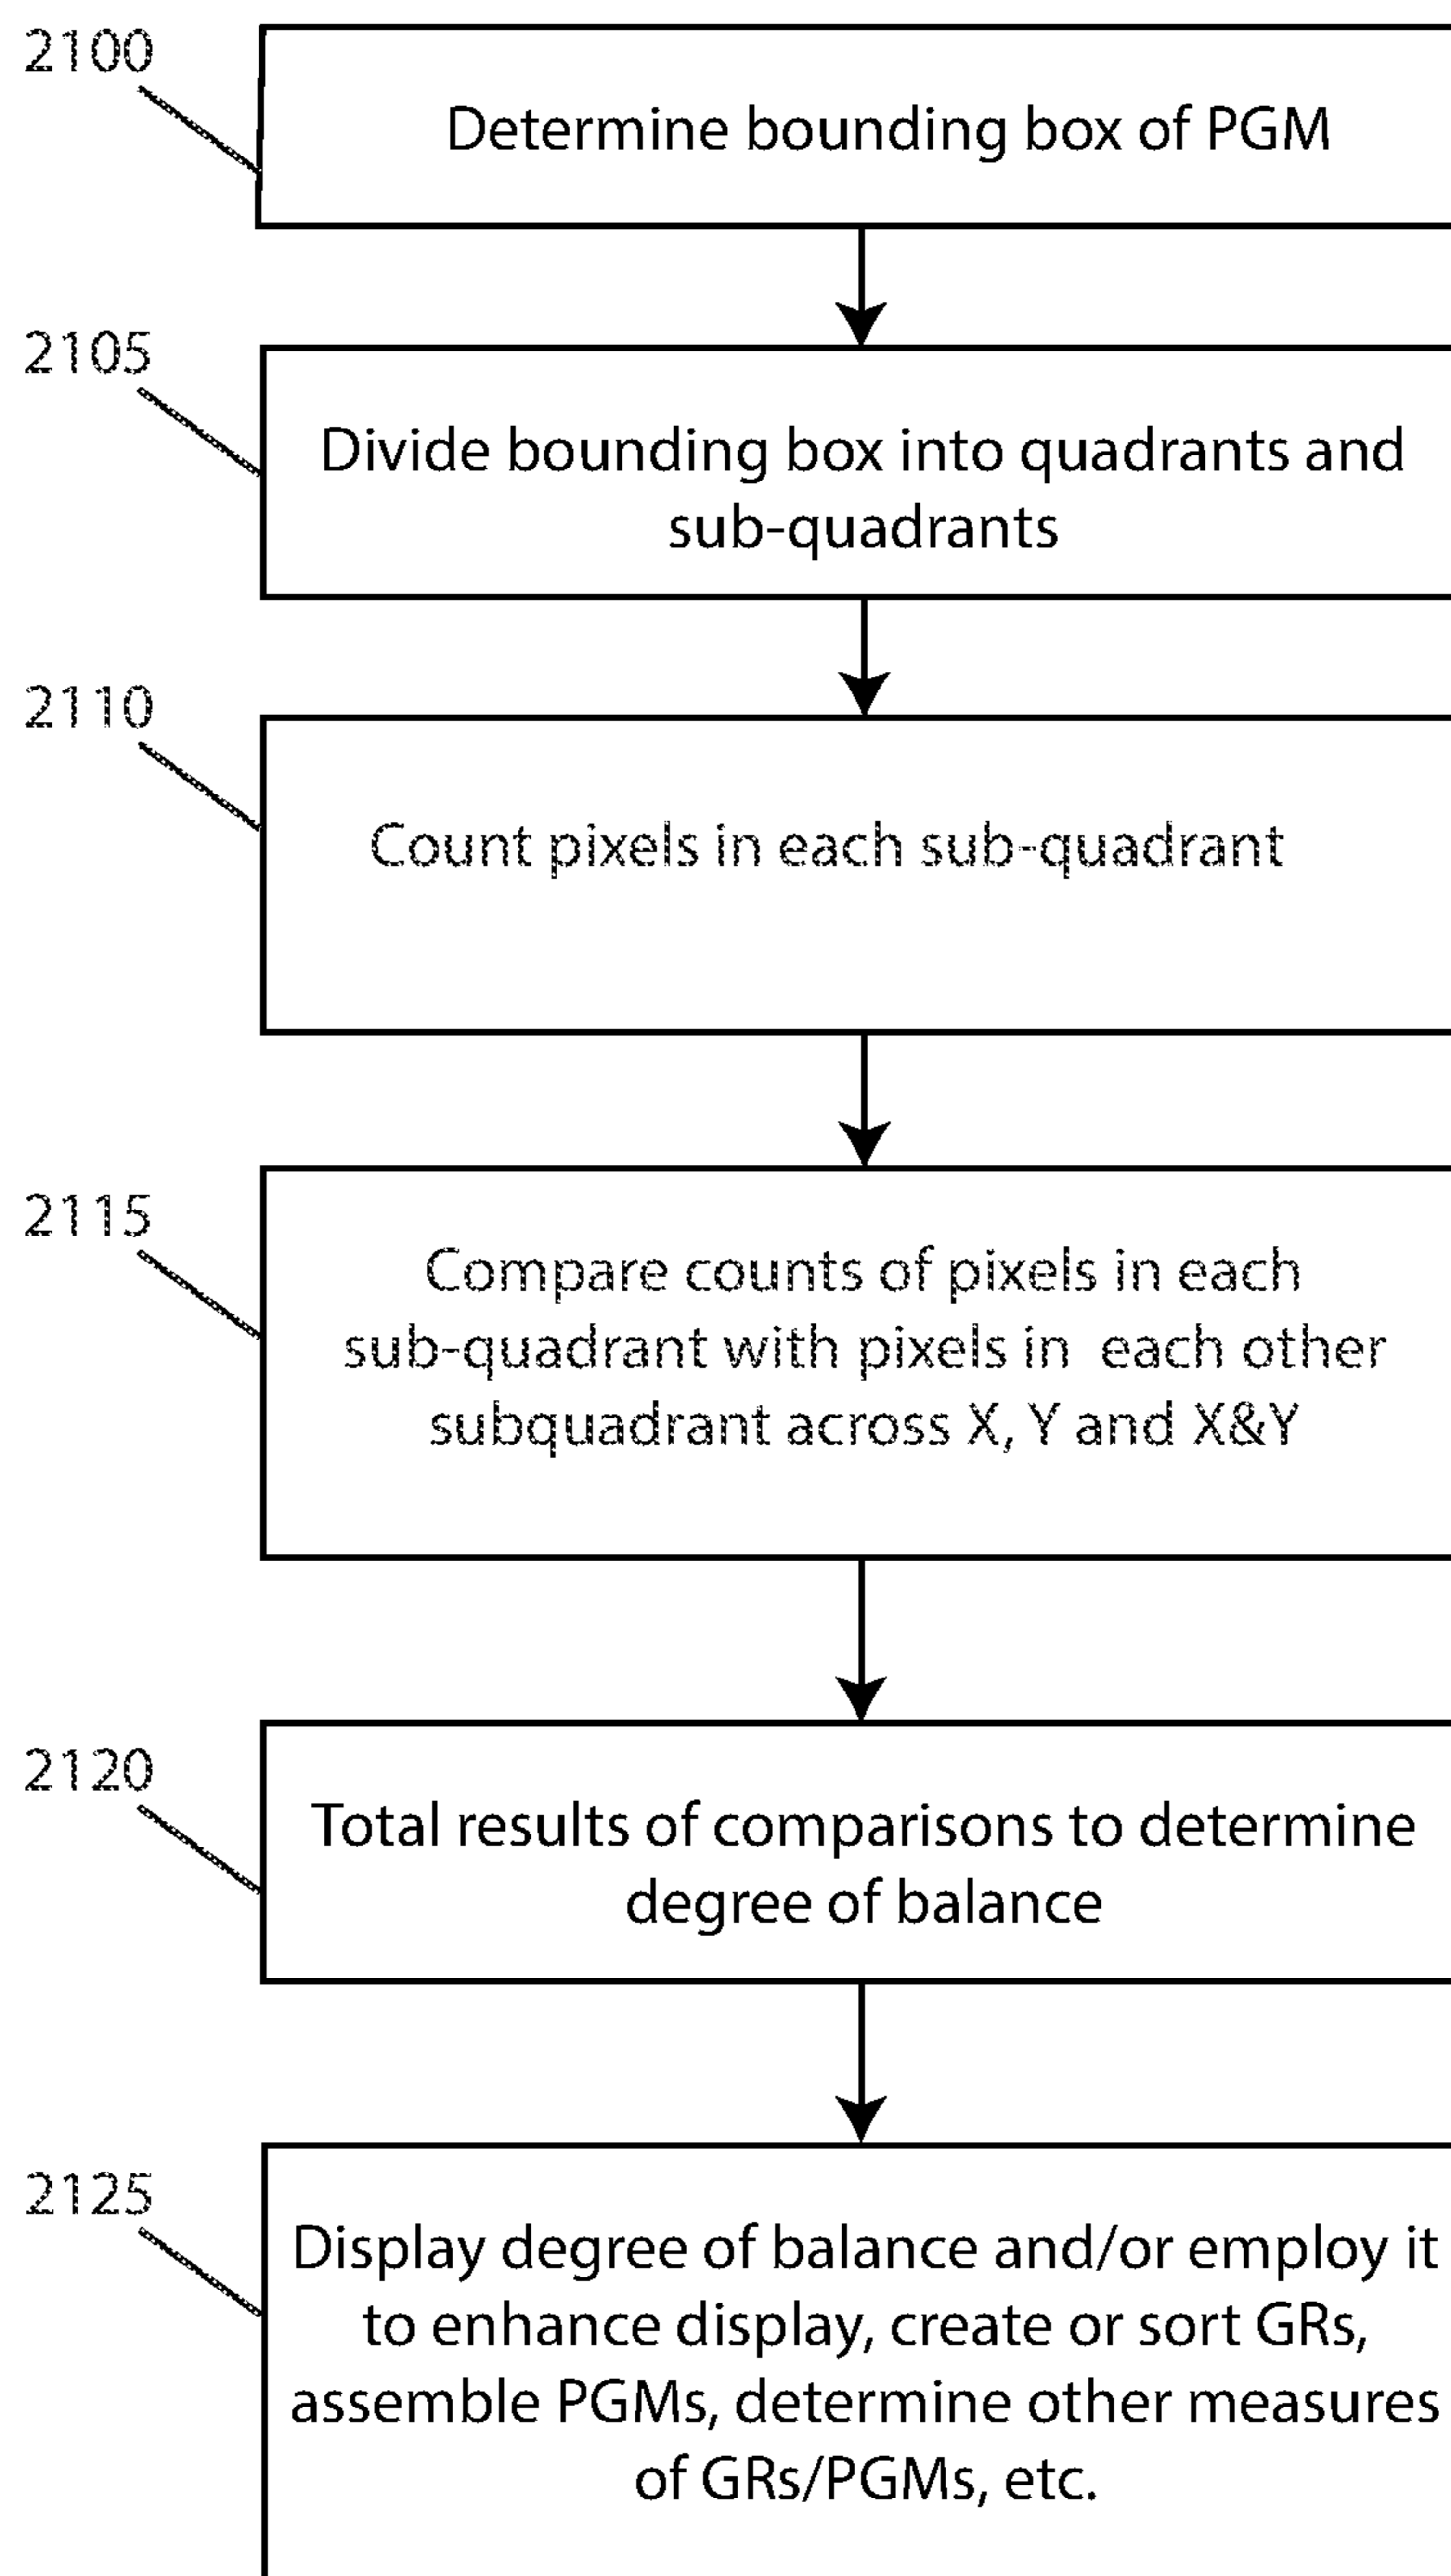 2100
Determine bounding box of PGM
2105
Divide bounding box into quadrants and
sub-quadrants
2110
Count pixels in each sub-quadrant
2115
Compare counts of pixels in each
sub-quadrant with pixels in each other
subquadrant across X, Y and X&Y
2120
Total results of comparisons to determine
degree of balance
2125
Display degree of balance and/or employ it
to enhance display, create or sort GRs,
assemble PGMs, determine other measures
of GRs/PGMs, etc.